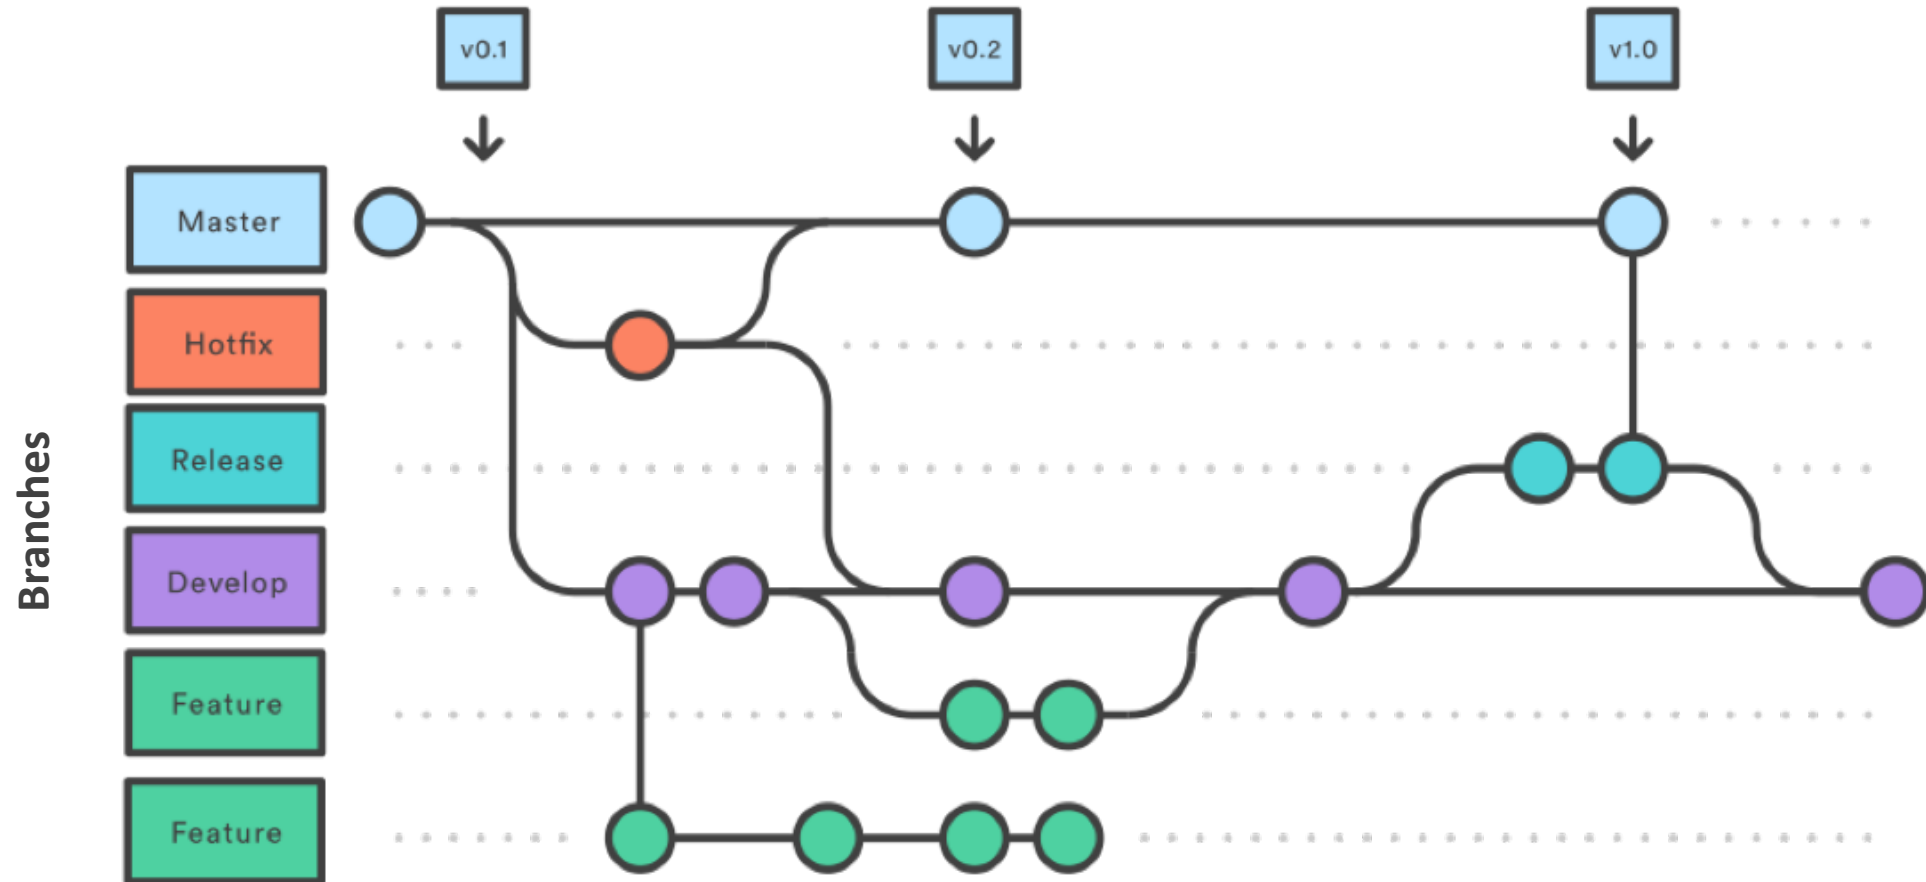 v0.1
v0.2
v1.0
Branches
Master
Hotfix
Release
Develop
Feature
Feature